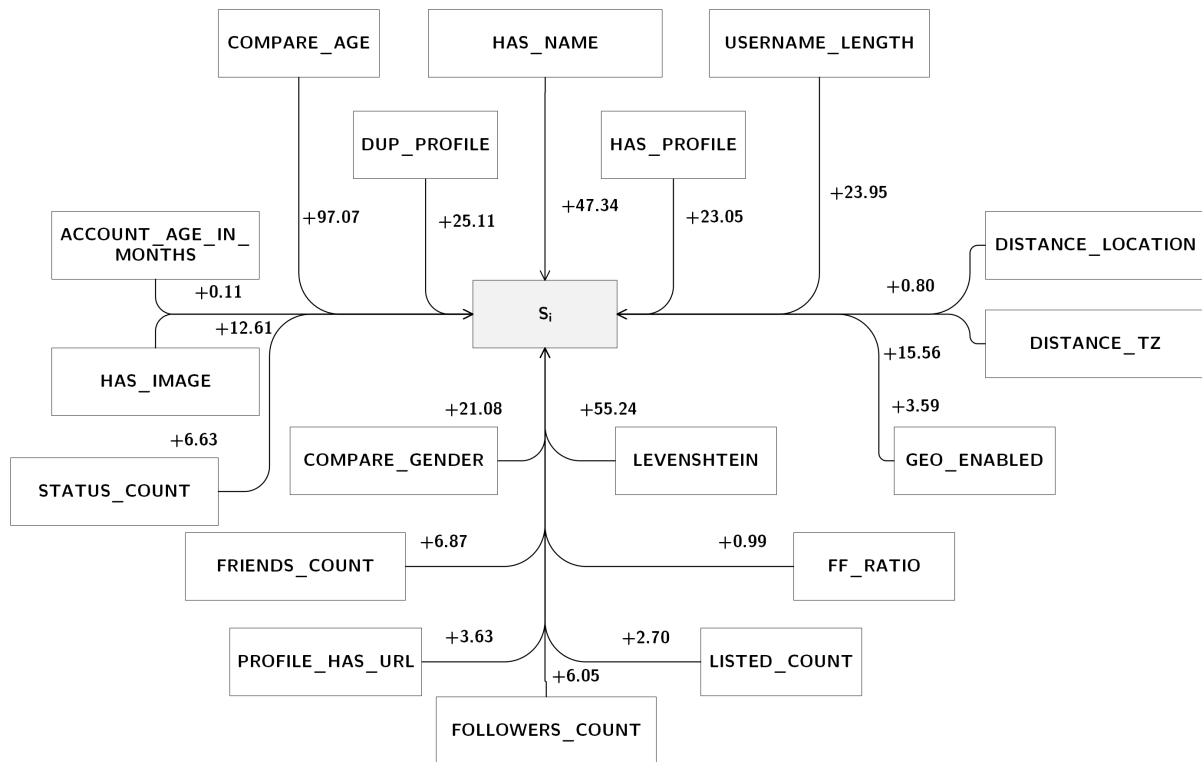 COMPARE_AGE
HAS_NAME
USERNAME_LENGTH
DUP_PROFILE
HAS_PROFILE
+97.07
+25.11
+47.34
+23.05
+23.95
ACCOUNT_AGE_IN_
MONTHS
DISTANCE_LOCATION
+0.11
+0.80
+12.61
Si
HAS_IMAGE
DISTANCE_TZ
+15.56
+6.63
+21.08
+55.24
+3.59
COMPARE_GENDER
LEVENSHTEIN
GEO_ENABLED
STATUS_COUNT
+6.87
+0.99
FRIENDS_COUNT
FF_RATIO
+3.63
+2.70
PROFILE_HAS_URL
LISTED_COUNT
+6.05
FOLLOWERS_COUNT